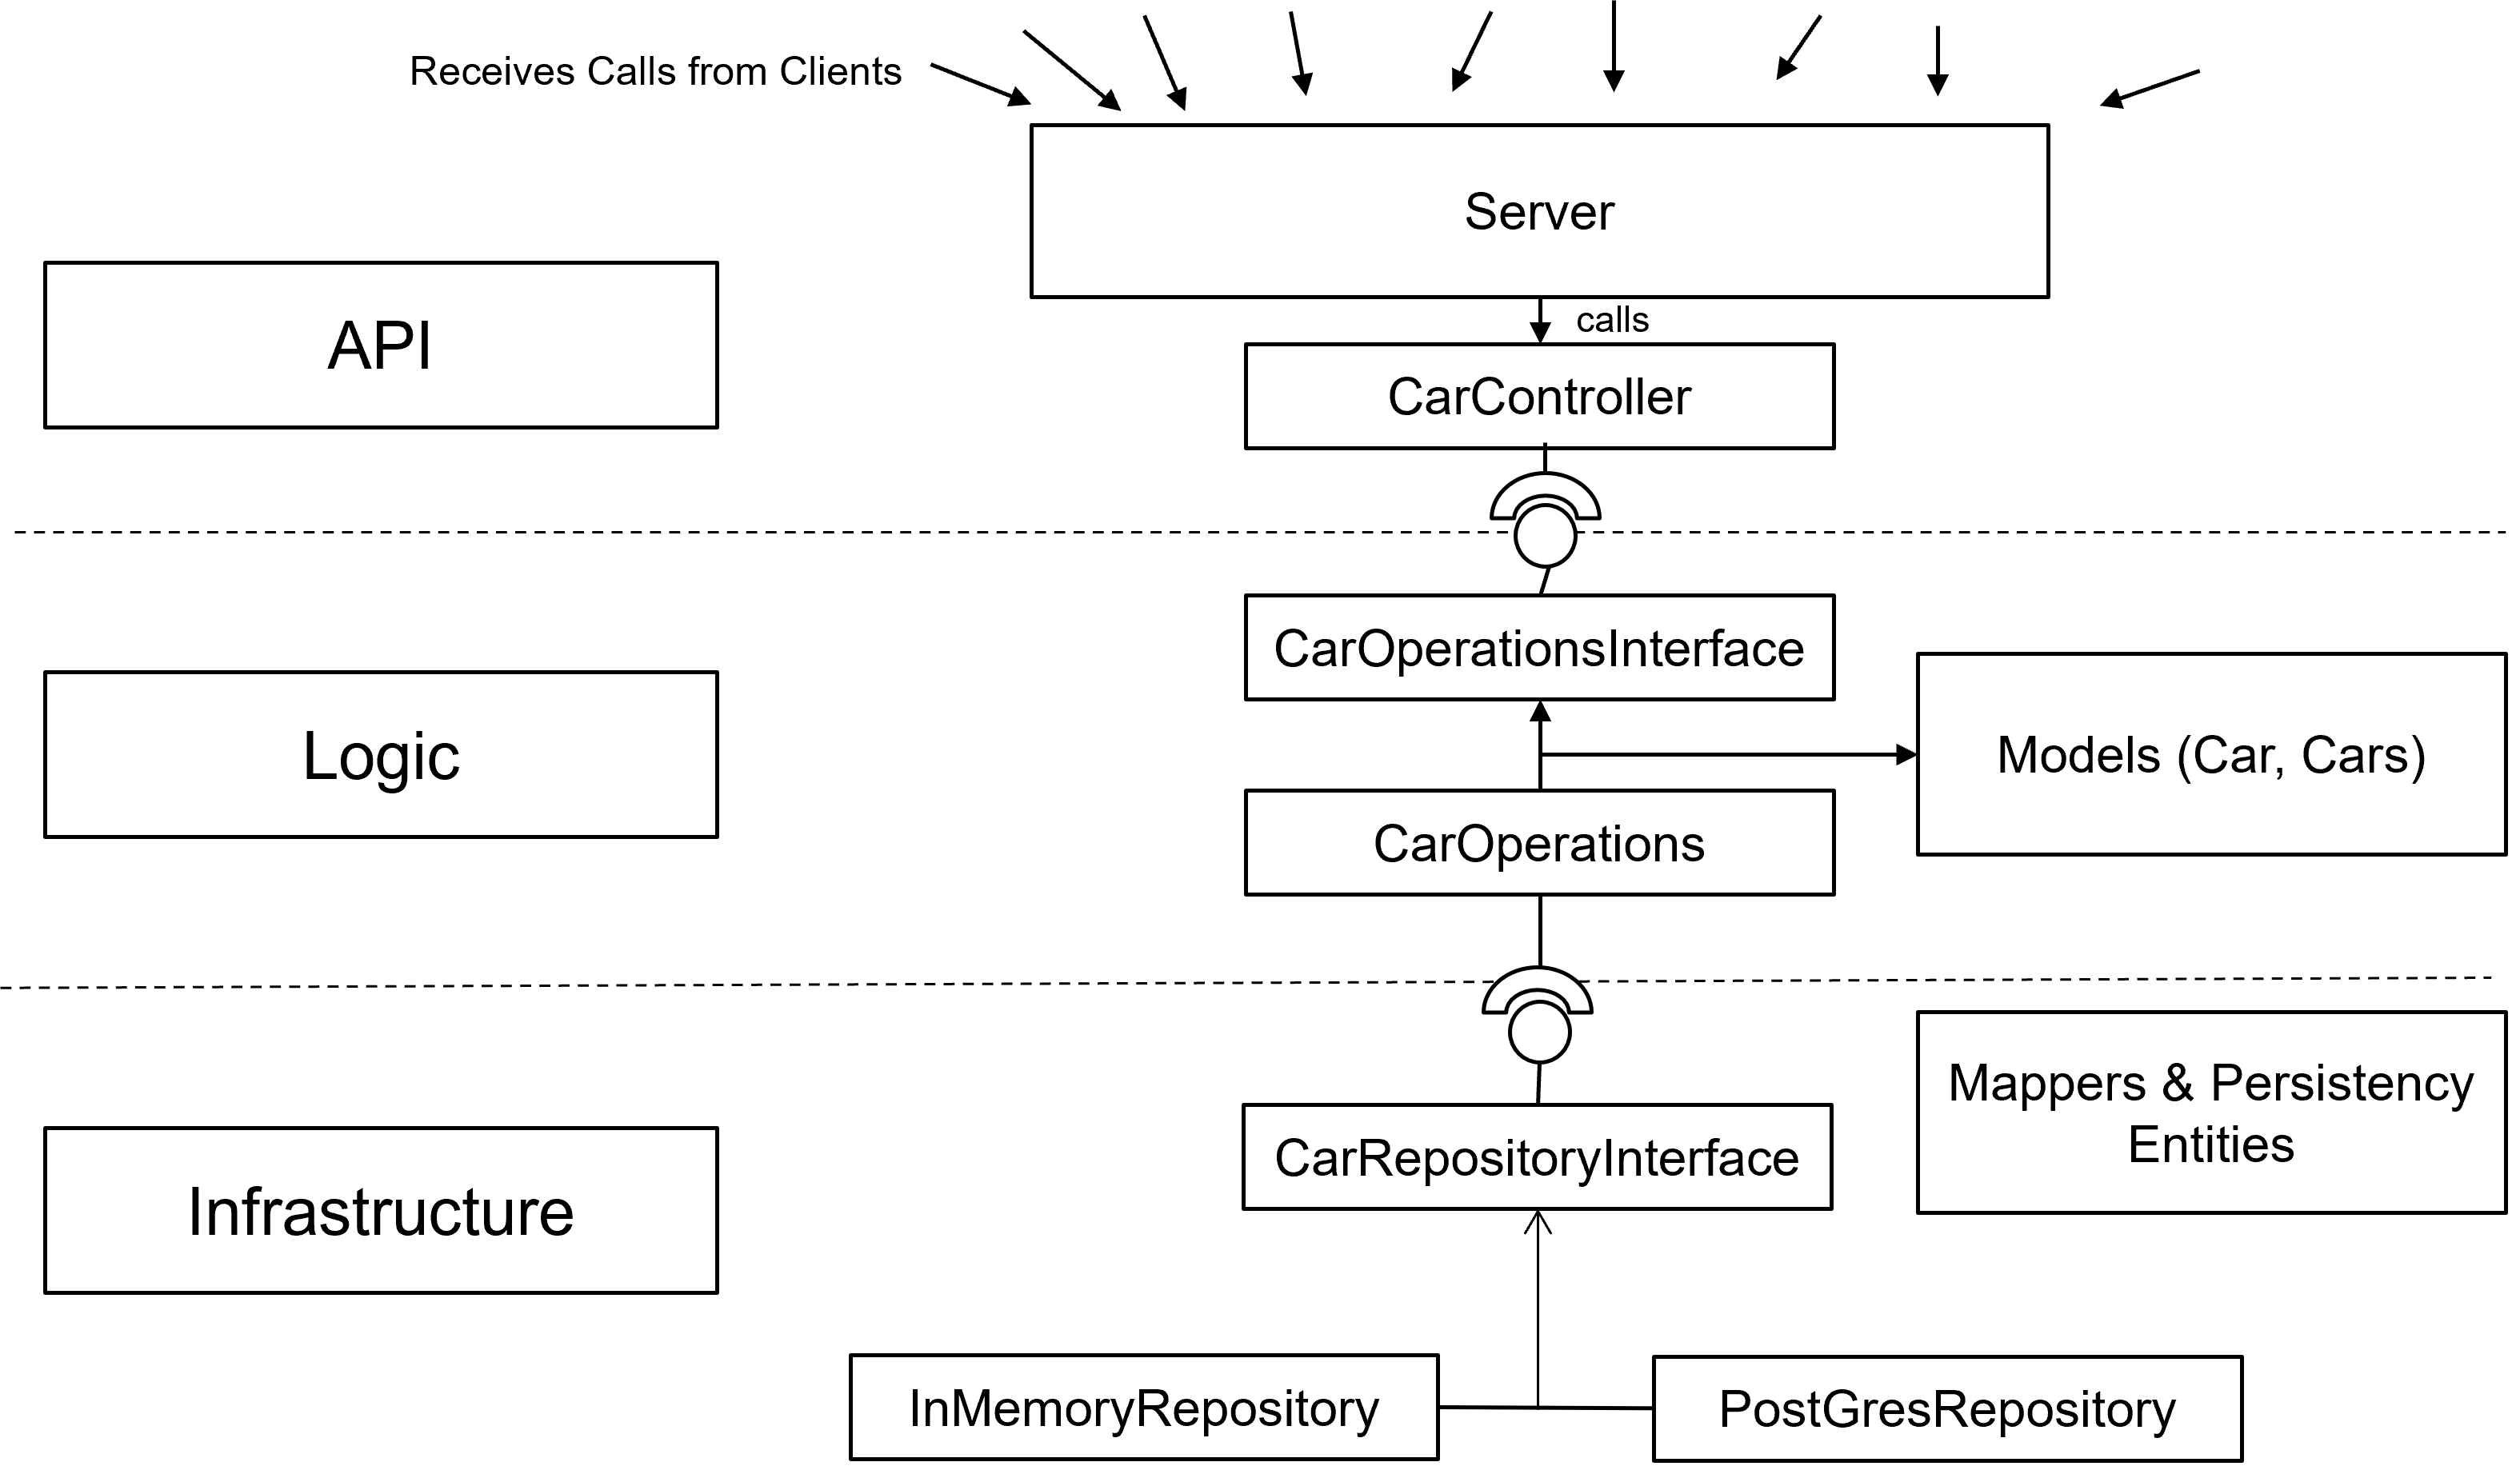 Receives Calls from Clients
Server
calls
API
CarController
CarOperationsInterface
Logic
Models (Car, Cars)
CarOperations
Mappers & Persistency
Entities
CarRepositoryInterface
Infrastructure
InMemoryRepository
PostGresRepository